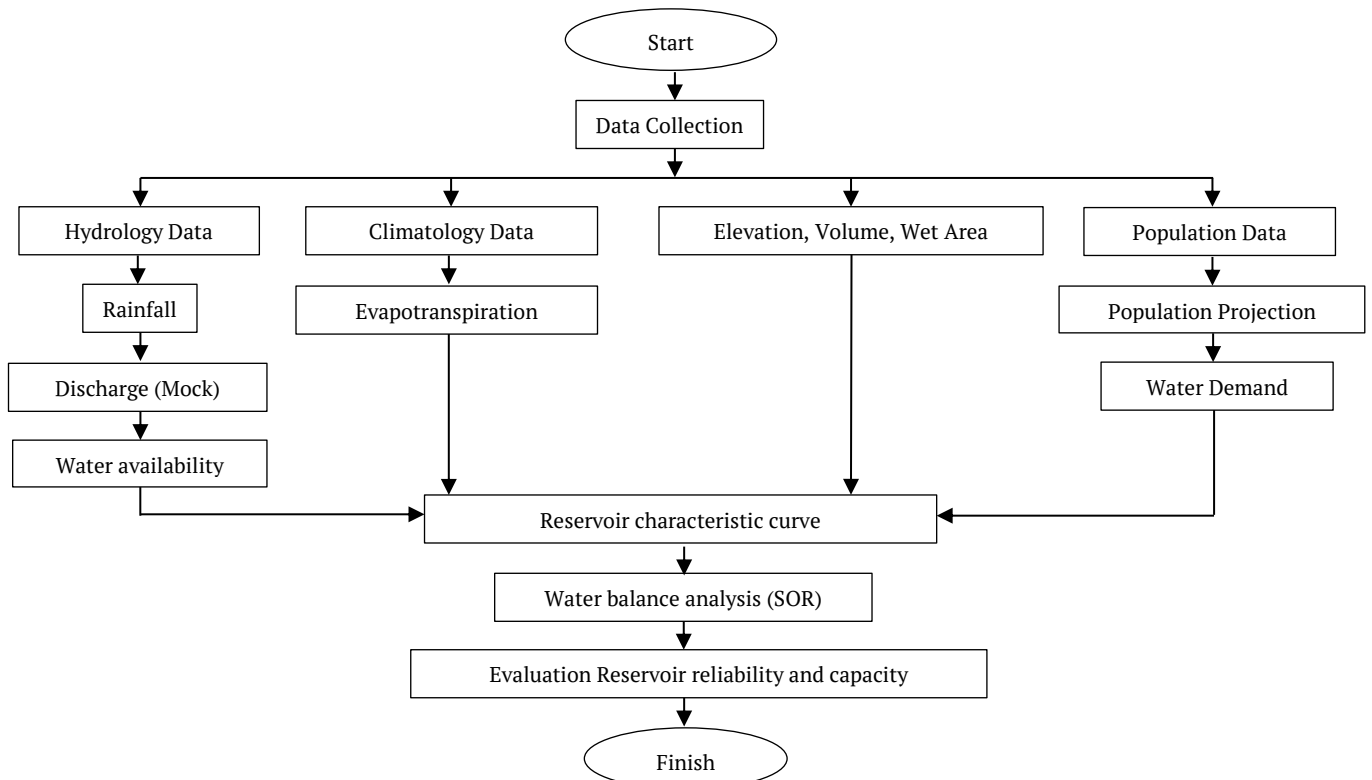 Start
Data Collection
Hydrology Data
Climatology Data
Elevation, Volume, Wet Area
Population Data
Rainfall
Evapotranspiration
Population Projection
Discharge (Mock)
Water Demand
Water availability
Reservoir characteristic curve
Water balance analysis (SOR)
Evaluation Reservoir reliability and capacity
Finish